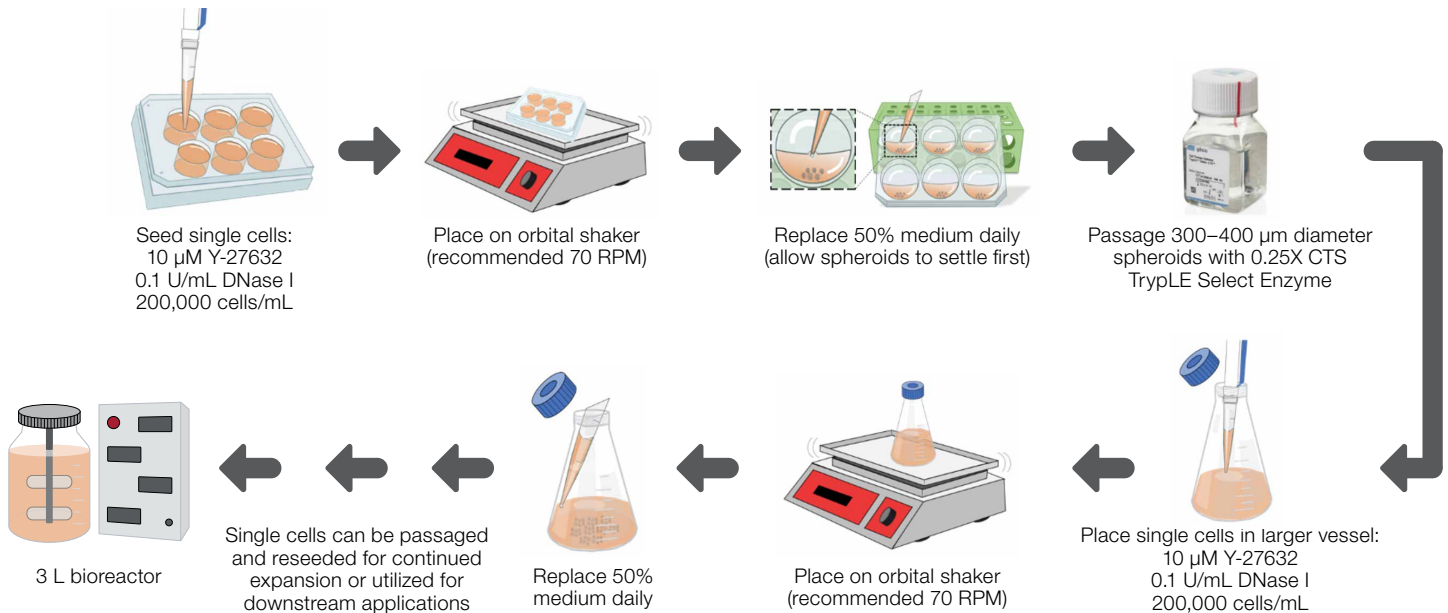 Seed single cells:
10 µM Y-27632
0.1 U/mL DNase I
200,000 cells/mL
Place on orbital shaker
(recommended 70 RPM)
Replace 50% medium daily
(allow spheroids to settle first)
Passage 300–400 µm diameter
spheroids with 0.25X CTS
TrypLE Select Enzyme
Place single cells in larger vessel:
10 µM Y-27632
0.1 U/mL DNase I
200,000 cells/mL
Place on orbital shaker
(recommended 70 RPM)
Replace 50%
medium daily
Single cells can be passaged
and reseeded for continued
expansion or utilized for
downstream applications
3 L bioreactor